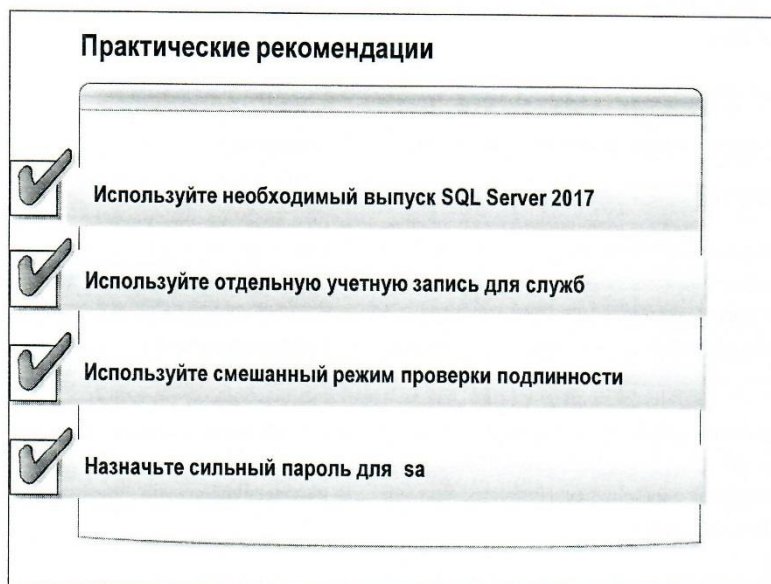 Практические рекомендации
Используйте необходимый выпуск SQL Server 2017
Используйте отдельную учетную запись для служб
Используйте смешанный режим проверки подлинности
Назначьте сильный пароль для sa